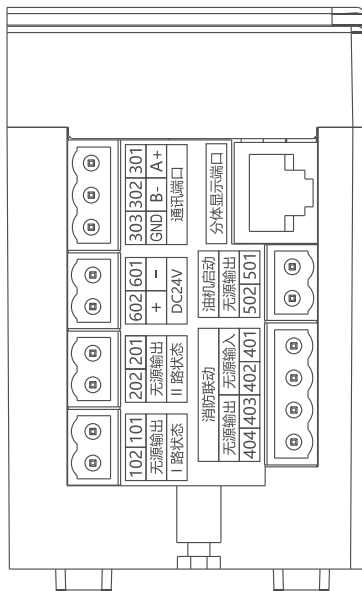 102 101
无源输出
I 路状态
202 201
无源输出
II 路状态
602 601
+ -
DC24V
303 302 301
GND B- A+
通讯端口
消防联动
无源输出 无源输入
404 403 402 401
油机启动
无源输出
502 501
分体显示端口